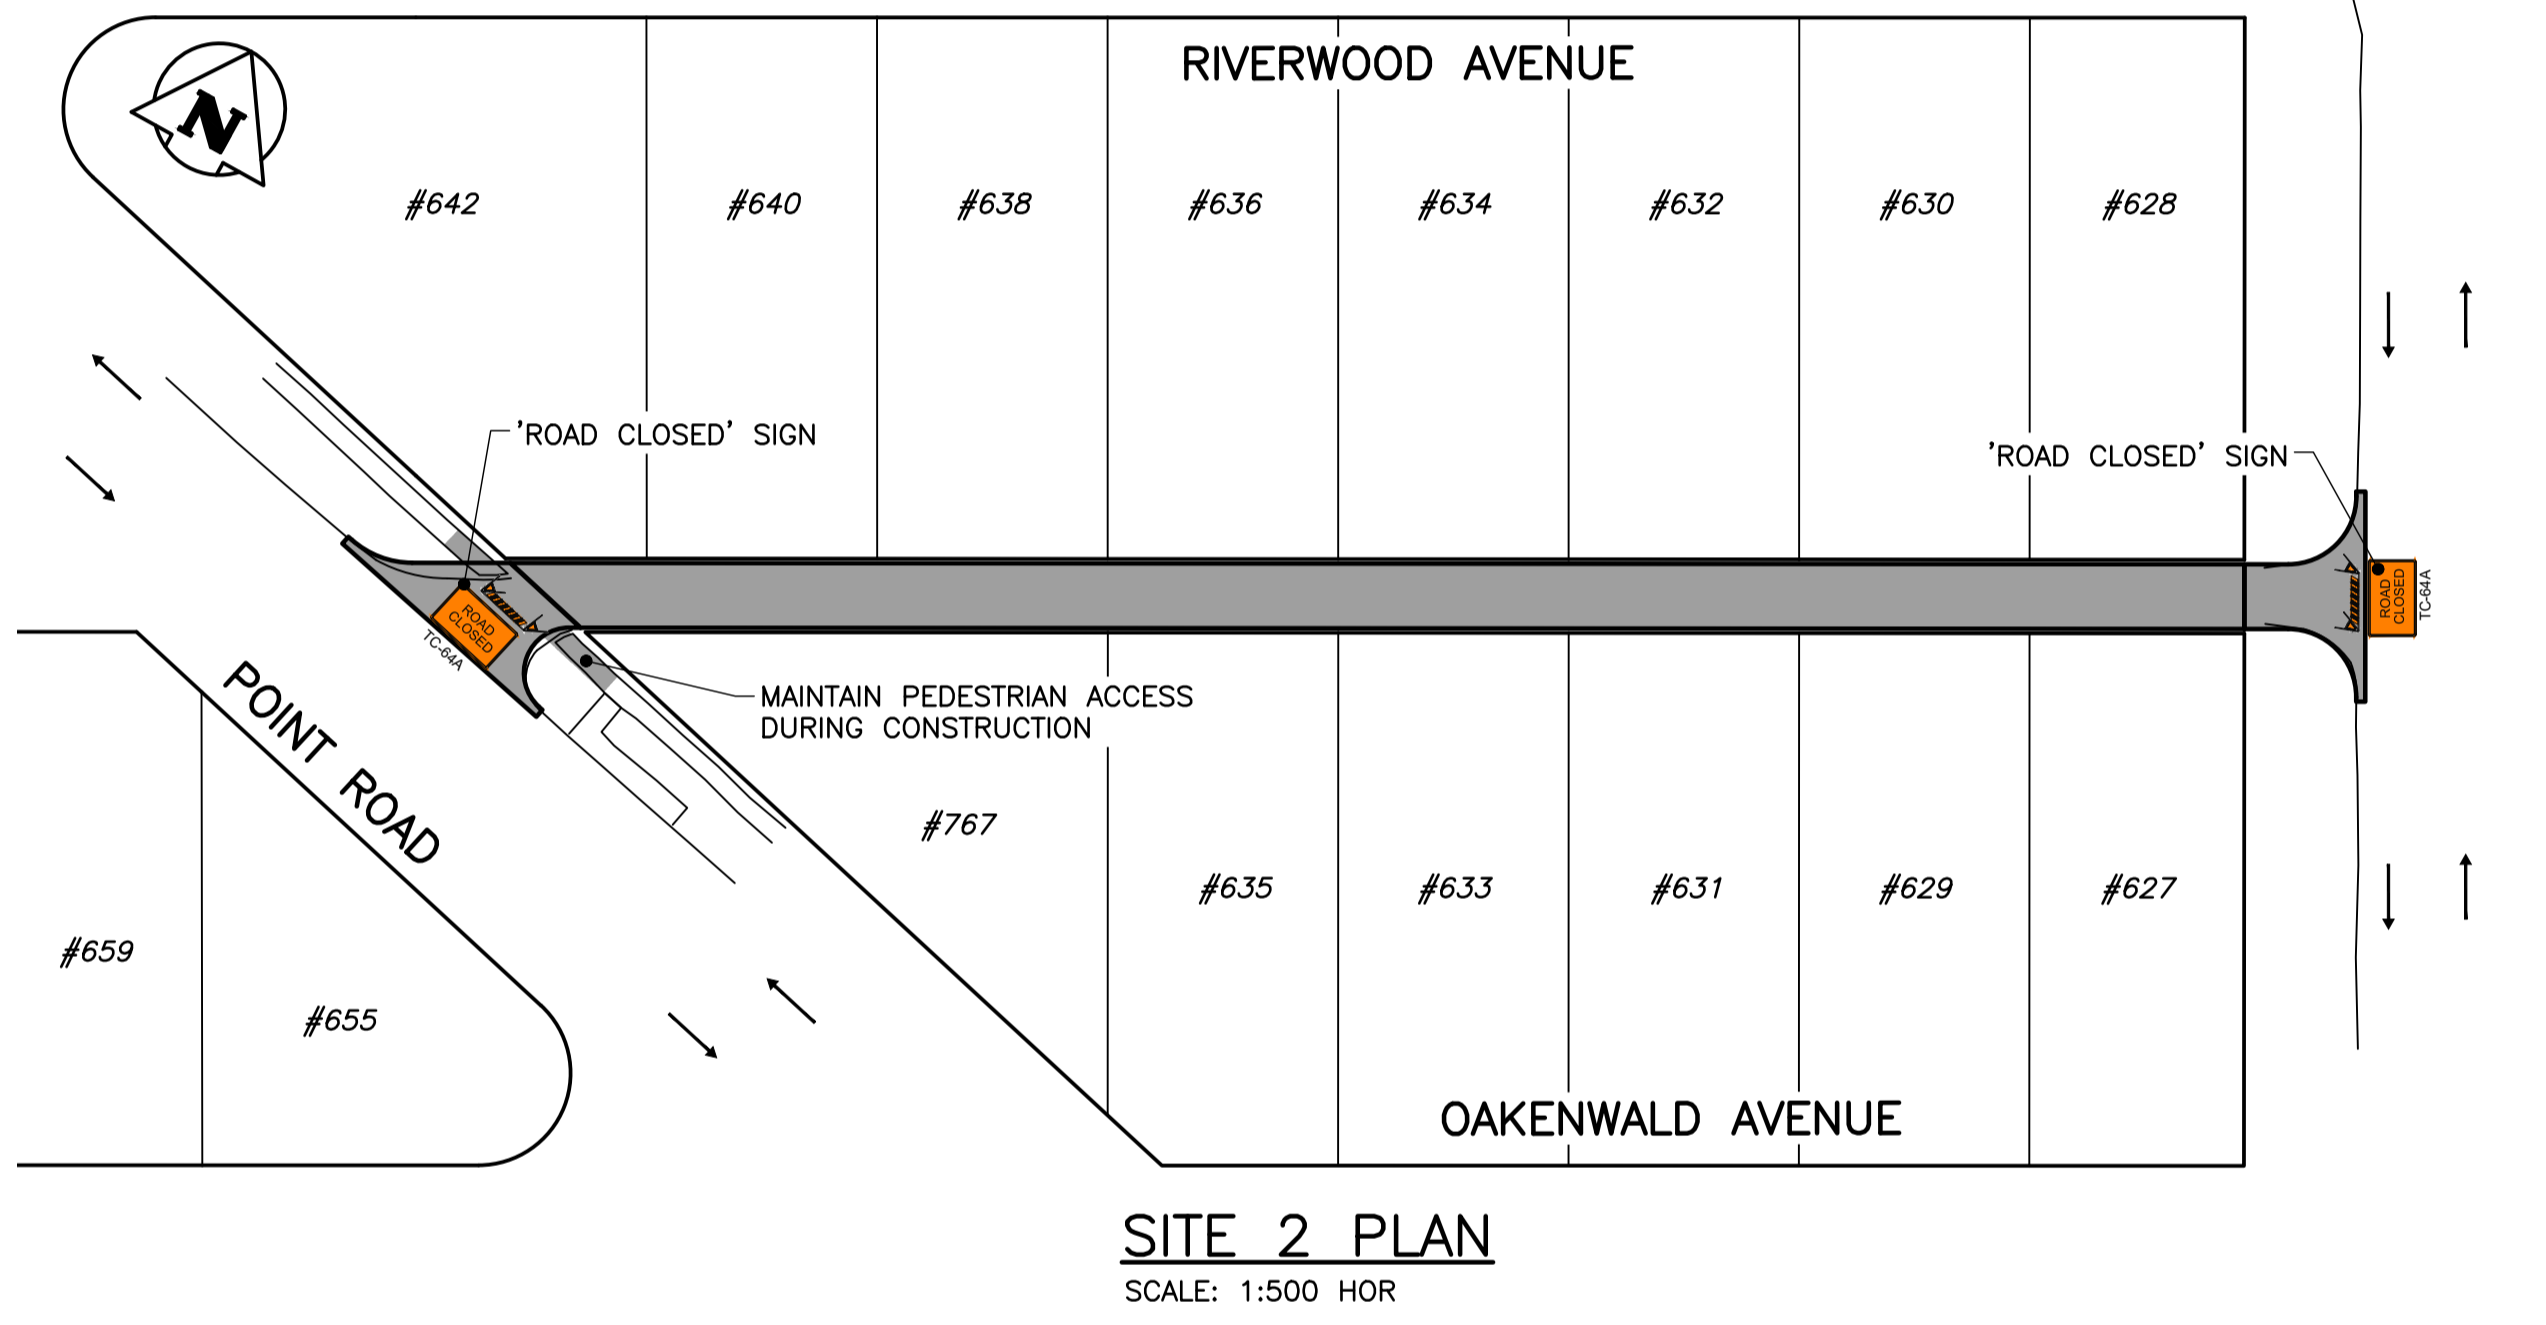 RIVERWOOD AVENUE
N
#642
#640
#638
#636
#634
#632
#630
#628
'ROAD CLOSED' SIGN
'ROAD CLOSED' SIGN
ROAD
CLOSED
TC-64A
ROAD
CLOSED
TC-64A
POINT ROAD
MAINTAIN PEDESTRIAN ACCESS
DURING CONSTRUCTION
#767
#635
#633
#631
#629
#627
#659
#655
OAKENWALD AVENUE
SITE 2 PLAN
SCALE: 1:500 HOR